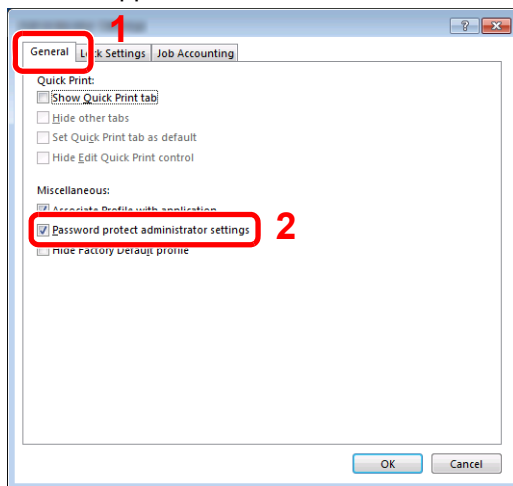 1
?
General Lock Settings Job Accounting
Quick Print:
Show Quick Print tab
Hide other tabs
Set Quick Print tab as default
Hide Edit Quick Print control
Miscellaneous:
Associate Profile with application
Password protect administrator settings 2
Hide Factory Default profile
OK Cancel